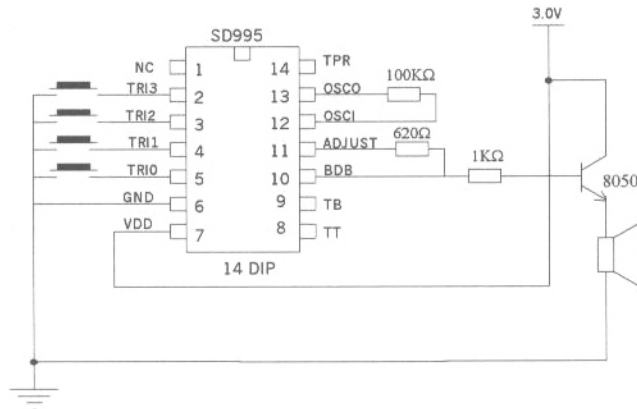 3.0V
SD995
NC 1 14 TPR
TRI3 2 13 OSCO 100KΩ
TRI2 3 12 OSCI
TRI1 4 11 ADJUST 620Ω
TRI0 5 10 BDB 1KΩ
8050
GND 6 9 TB
VDD 7 8 TT
14 DIP